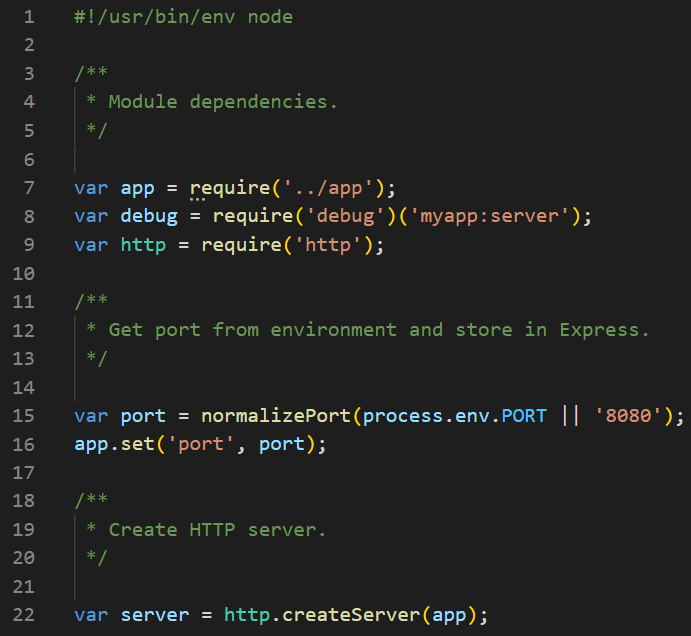 1 #!/usr/bin/env node
2
3 /**
4  * Module dependencies.
5  */
6
7 var app = require('../app');
8 var debug = require('debug')('myapp:server');
9 var http = require('http');
10
11 /**
12  * Get port from environment and store in Express.
13  */
14
15 var port = normalizePort(process.env.PORT || '8080');
16 app.set('port', port);
17
18 /**
19  * Create HTTP server.
20  */
21
22 var server = http.createServer(app);